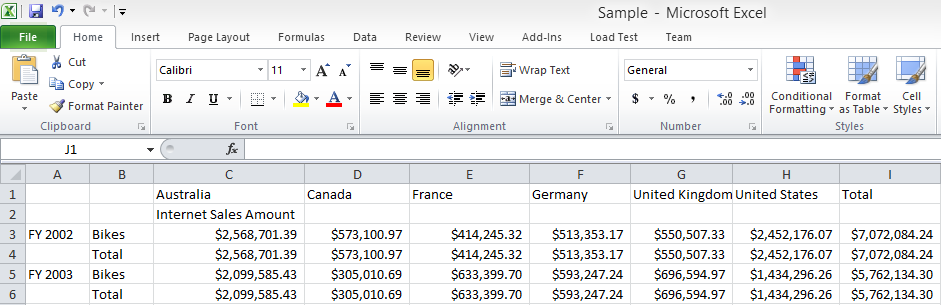 Sample - Microsoft Excel
File Home Insert Page Layout Formulas Data Review View Add-Ins Load Test Team
Paste
Cut
Copy
Format Painter
Clipboard
Calibri 11 A A
B I U A
Font
Wrap Text
Merge & Center
Alignment
General
$ % , .0 .00 .00 .0
Number
Conditional Formatting
Format as Table
Cell Styles
Styles
J1 fx
A B C D E F G H I
1 Australia Canada France Germany United Kingdom United States Total
2 Internet Sales Amount
3 FY 2002 Bikes $2,568,701.39 $573,100.97 $414,245.32 $513,353.17 $550,507.33 $2,452,176.07 $7,072,084.24
4 Total $2,568,701.39 $573,100.97 $414,245.32 $513,353.17 $550,507.33 $2,452,176.07 $7,072,084.24
5 FY 2003 Bikes $2,099,585.43 $305,010.69 $633,399.70 $593,247.24 $696,594.97 $1,434,296.26 $5,762,134.30
6 Total $2,099,585.43 $305,010.69 $633,399.70 $593,247.24 $696,594.97 $1,434,296.26 $5,762,134.30